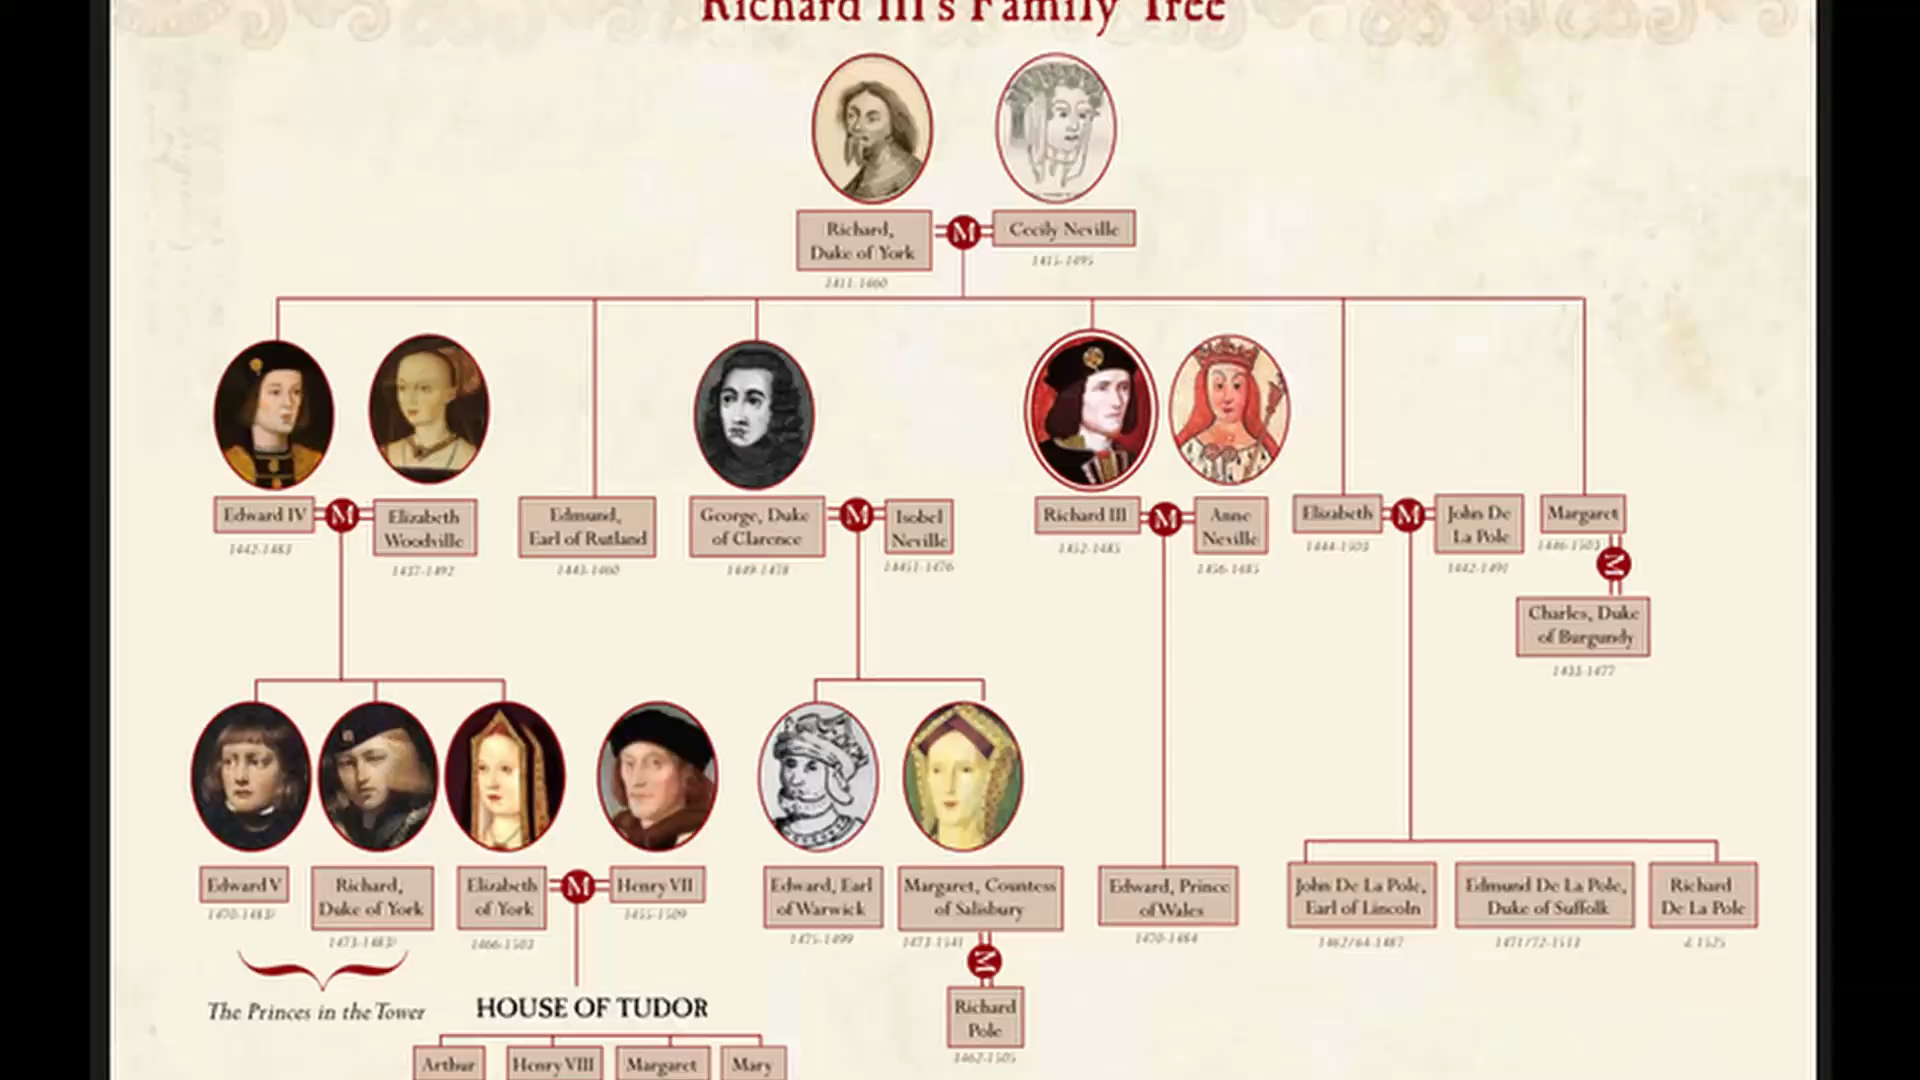 Richard III's Family Tree
Richard,
Duke of York
1411-1460
M
Cecily Neville
1415-1495
Edward IV
1442-1483
M
Elizabeth
Woodville
1437-1492
Edmund,
Earl of Rutland
1443-1460
George, Duke
of Clarence
1449-1478
M
Isobel
Neville
14451-1476
Richard III
1452-1485
M
Anne
Neville
1456-1485
Elizabeth
1444-1503
M
John De
La Pole
1442-1491
Margaret
1446-1503
M
Charles, Duke
of Burgundy
1433-1477
Edward V
1470-1483?
Richard,
Duke of York
1473-1483?
The Princes in the Tower
Elizabeth
of York
1466-1503
M
Henry VII
1455-1509
HOUSE OF TUDOR
Arthur
Henry VIII
Margaret
Mary
Edward, Earl
of Warwick
1475-1499
Margaret, Countess
of Salisbury
1473-1541
M
Richard
Pole
1462-1505
Edward, Prince
of Wales
1470-1484
John De La Pole,
Earl of Lincoln
1462/64-1487
Edmund De La Pole,
Duke of Suffolk
1471/72-1513
Richard
De La Pole
d.1525